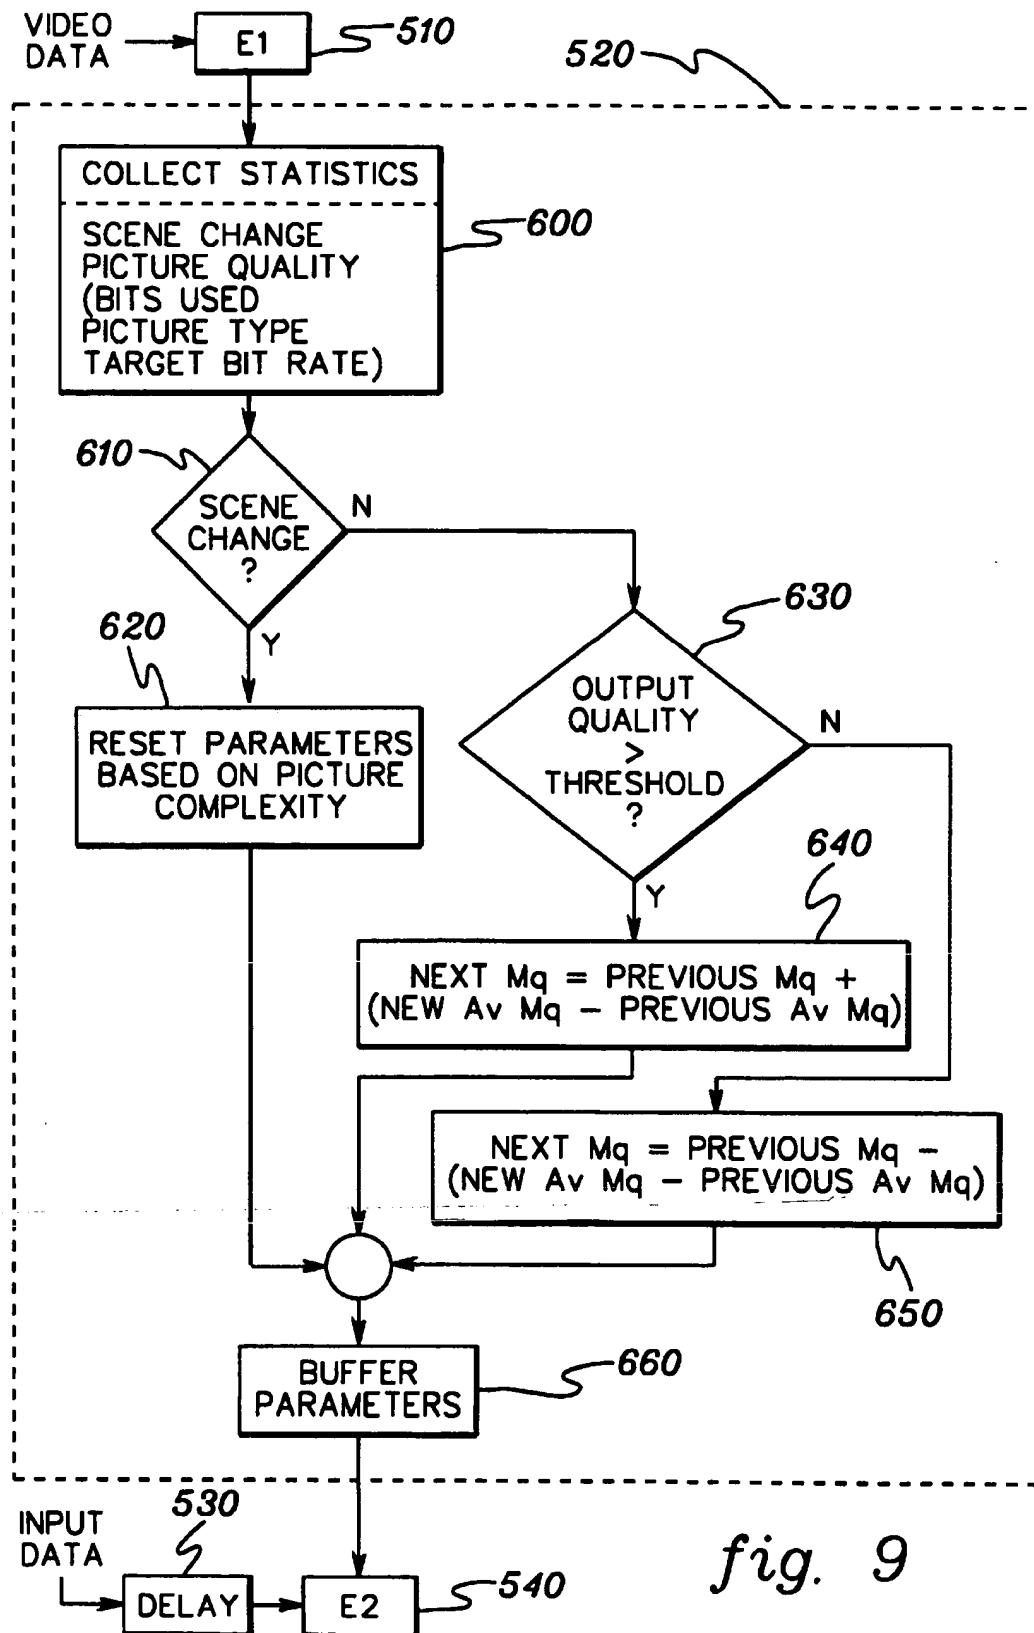 VIDEO
DATA
E1
510
520
COLLECT STATISTICS
SCENE CHANGE
PICTURE QUALITY
(BITS USED
PICTURE TYPE
TARGET BIT RATE)
600
610
SCENE
CHANGE
?
N
Y
620
RESET PARAMETERS
BASED ON PICTURE
COMPLEXITY
630
OUTPUT
QUALITY
>
THRESHOLD
?
N
Y
640
NEXT Mq = PREVIOUS Mq +
(NEW Av Mq - PREVIOUS Av Mq)
NEXT Mq = PREVIOUS Mq -
(NEW Av Mq - PREVIOUS Av Mq)
650
BUFFER
PARAMETERS
660
INPUT
DATA
530
DELAY
E2
540
fig. 9